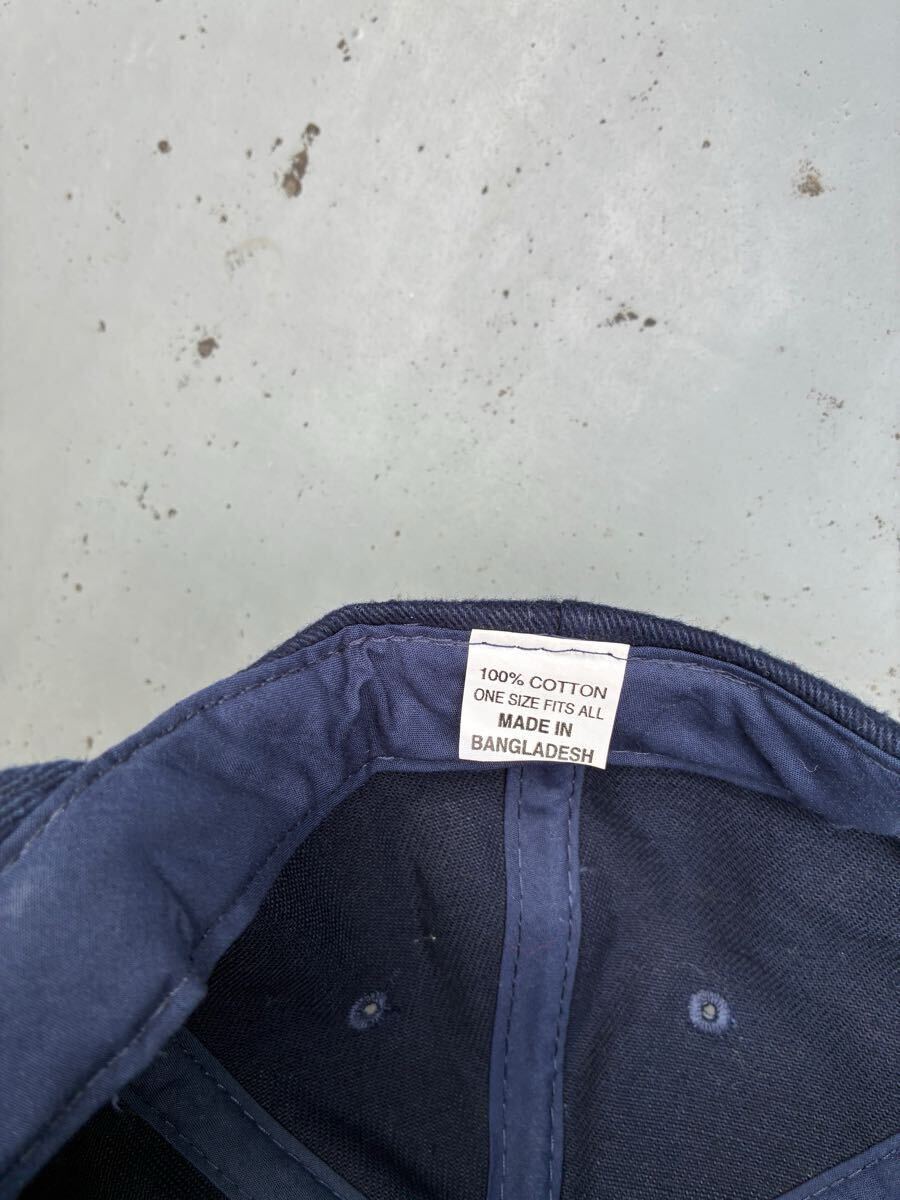 100% COTTON
ONE SIZE FITS ALL
MADE IN
BANGLADESH